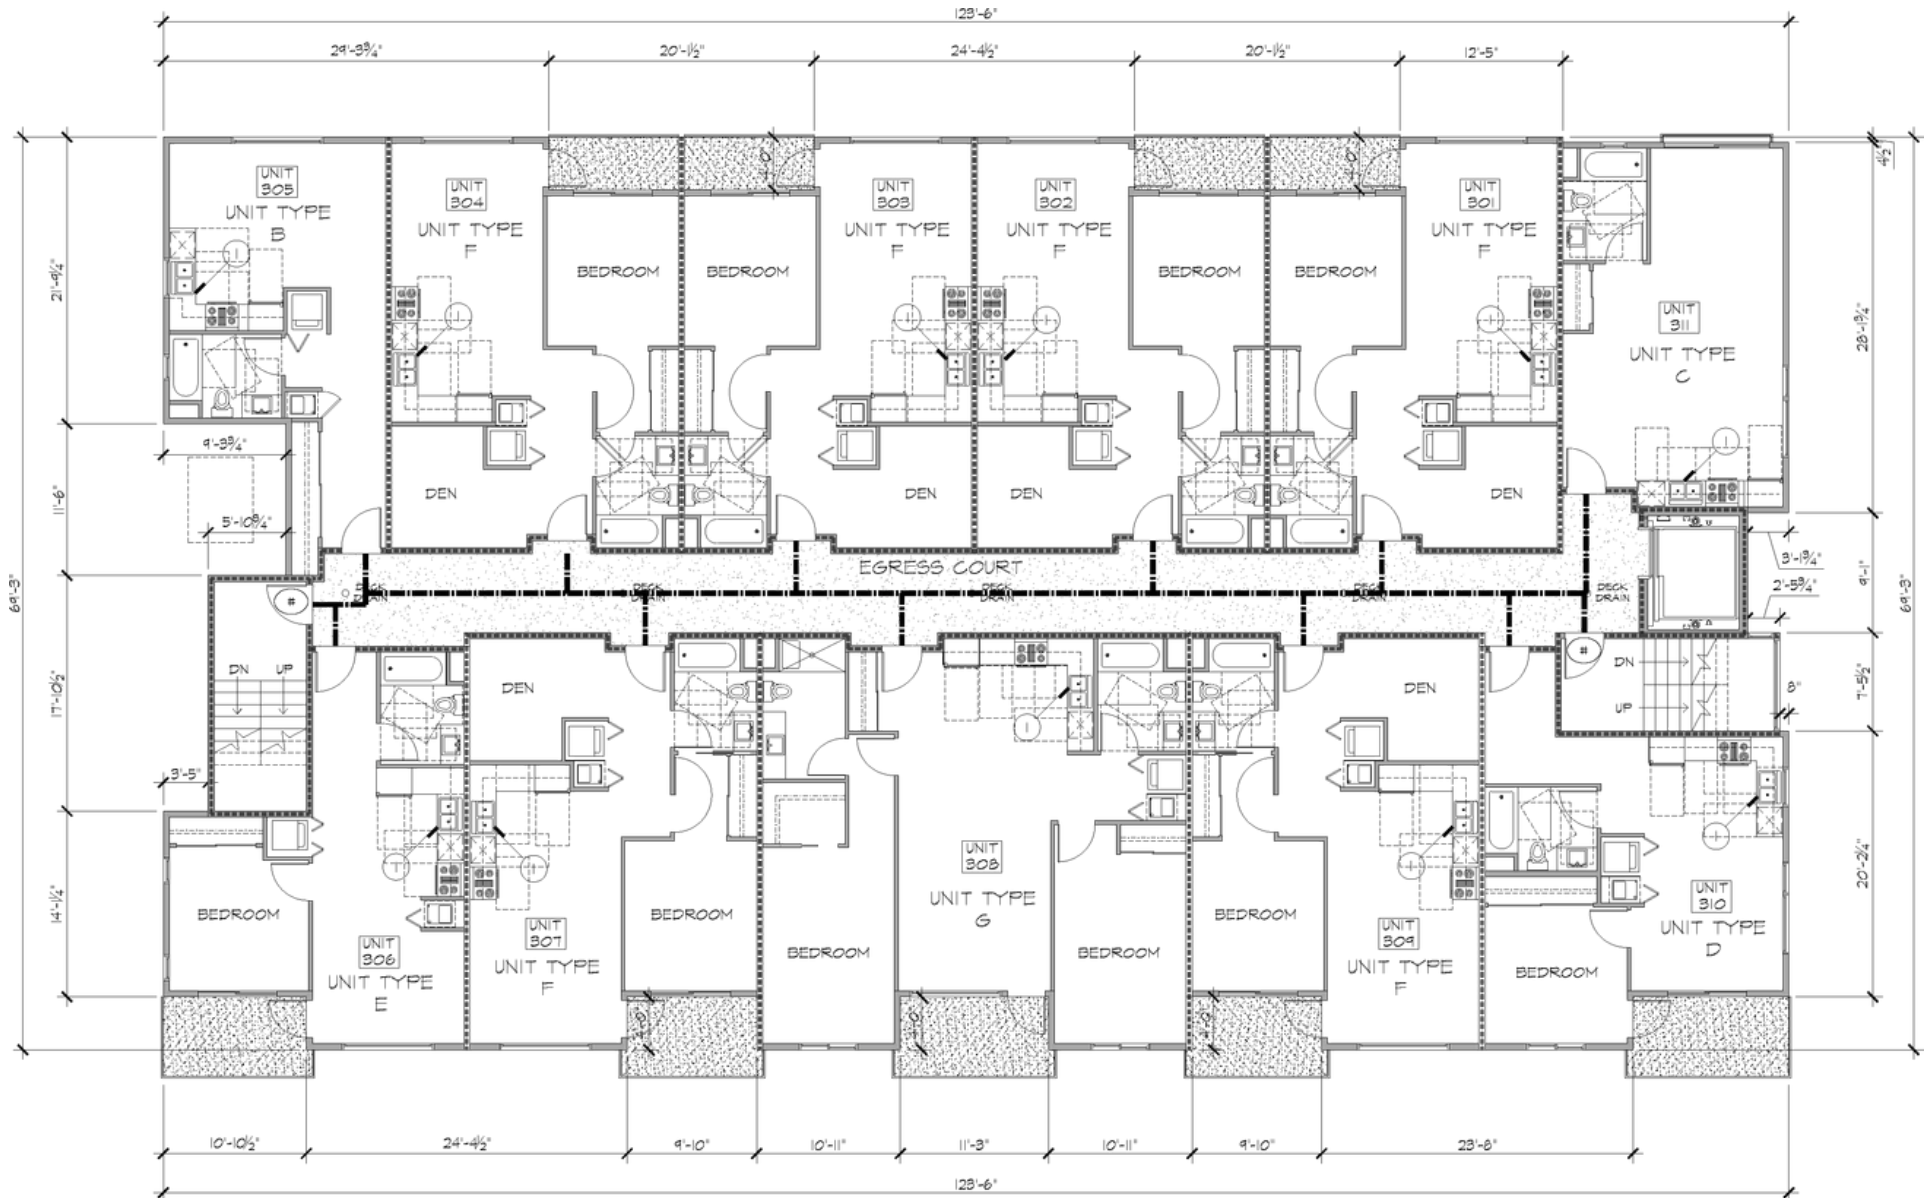 123'-6"
29'-3¾" 20'-1½" 24'-4½" 20'-1½" 12'-5"
4½"
UNIT
305
UNIT TYPE
B
UNIT
304
UNIT TYPE
F
BEDROOM
BEDROOM
UNIT
303
UNIT TYPE
F
UNIT
302
UNIT TYPE
F
BEDROOM
BEDROOM
UNIT
301
UNIT TYPE
F
UNIT
311
UNIT TYPE
C
21'-9¼"
28'-1¾"
9'-3¾"
11'-6"
5'-10¾"
DEN
DEN
DEN
DEN
69'-3"
69'-3"
EGRESS COURT
DECK
DRAIN
DECK
DRAIN
DECK
DRAIN
DECK
DRAIN
DECK
DRAIN
3'-1¾"
9'-1"
2'-5¾"
17'-10½"
DN UP
DEN
DEN
DN
UP
7'-5½"
8"
3'-5"
14'-1¼"
20'-2¼"
BEDROOM
UNIT
306
UNIT TYPE
E
UNIT
307
UNIT TYPE
F
BEDROOM
BEDROOM
UNIT
308
UNIT TYPE
G
BEDROOM
BEDROOM
UNIT
309
UNIT TYPE
F
BEDROOM
UNIT
310
UNIT TYPE
D
10'-10½" 24'-4½" 9'-10" 10'-11" 11'-3" 10'-11" 9'-10" 23'-8"
123'-6"